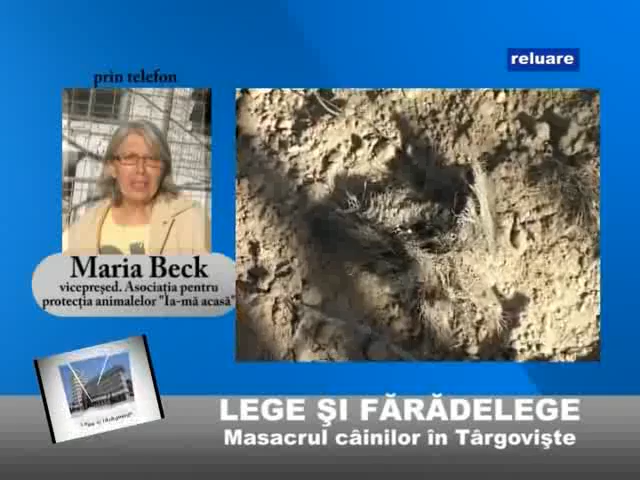 reluare
prin telefon
Maria Beck
vicepreşed. Asociaţia pentru
protecţia animalelor "Ia-mă acasă"
LEGE ŞI FĂRĂDELEGE
Masacrul câinilor în Târgovişte